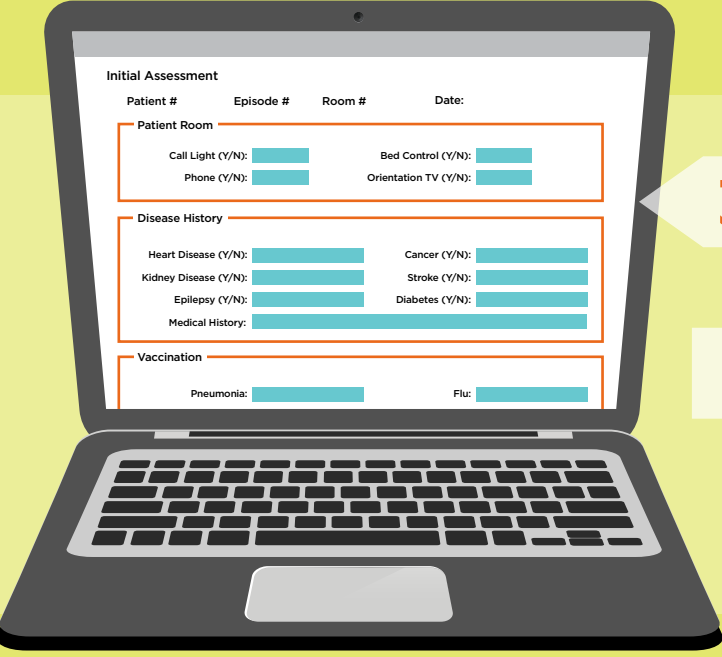 Initial Assessment
Patient # Episode # Room # Date:
Patient Room
Call Light (Y/N): Bed Control (Y/N):
Phone (Y/N): Orientation TV (Y/N):
Disease History
Heart Disease (Y/N): Cancer (Y/N):
Kidney Disease (Y/N): Stroke (Y/N):
Epilepsy (Y/N): Diabetes (Y/N):
Medical History:
Vaccination
Pneumonia: Flu: